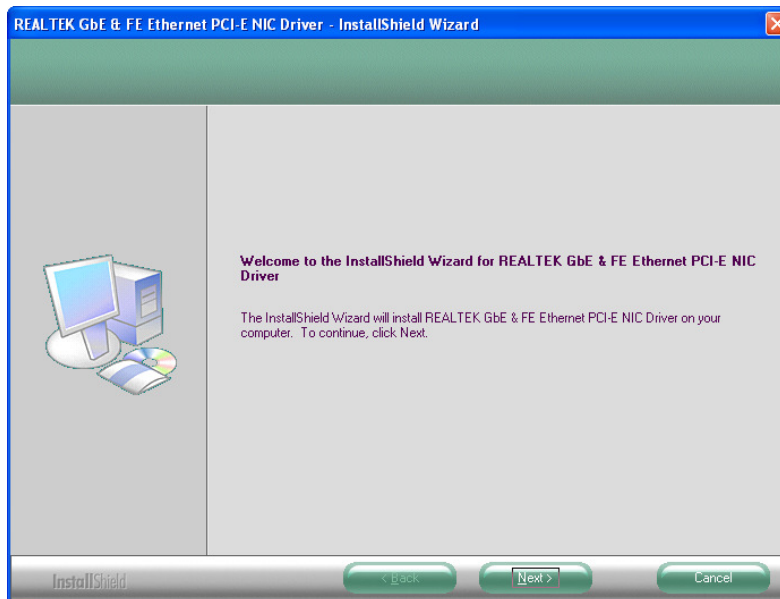 REALTEK GbE & FE Ethernet PCI-E NIC Driver - InstallShield Wizard
Welcome to the InstallShield Wizard for REALTEK GbE & FE Ethernet PCI-E NIC
Driver
The InstallShield Wizard will install REALTEK GbE & FE Ethernet PCI-E NIC Driver on your
computer. To continue, click Next.
InstallShield
< Back
Next >
Cancel